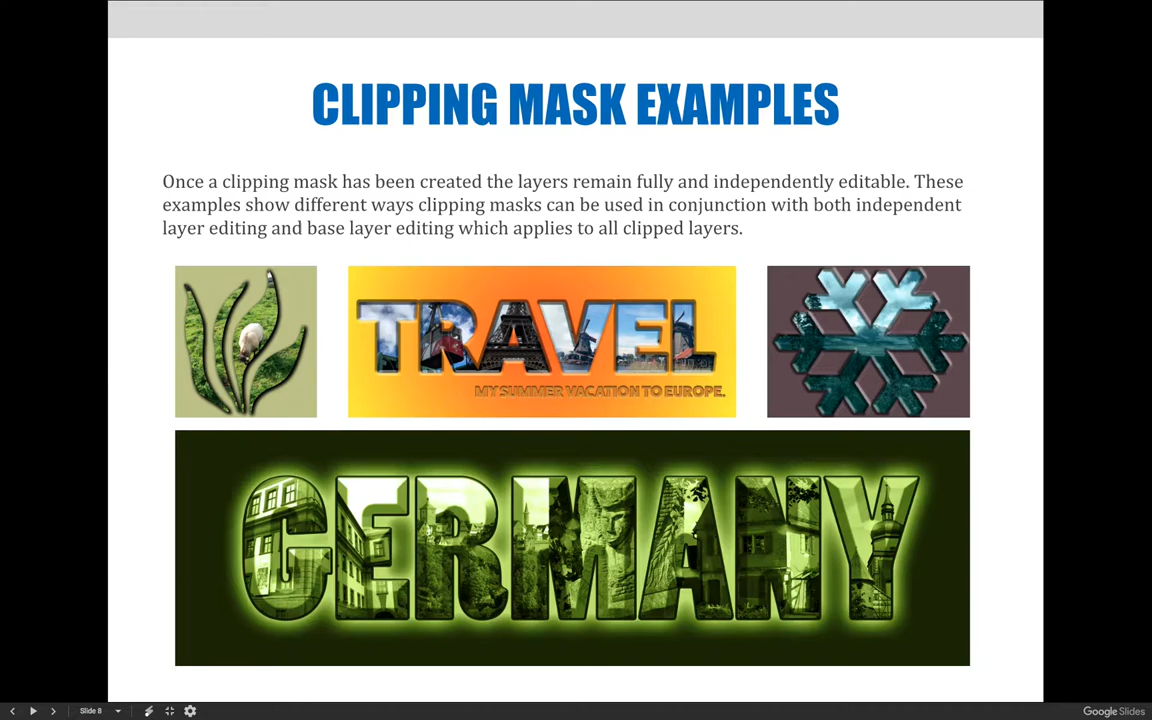 CLIPPING MASK EXAMPLES
Once a clipping mask has been created the layers remain fully and independently editable. These
examples show different ways clipping masks can be used in conjunction with both independent
layer editing and base layer editing which applies to all clipped layers.
TRAVEL
MY SUMMER VACATION TO EUROPE.
GERMANY
Slide 8
Google Slides